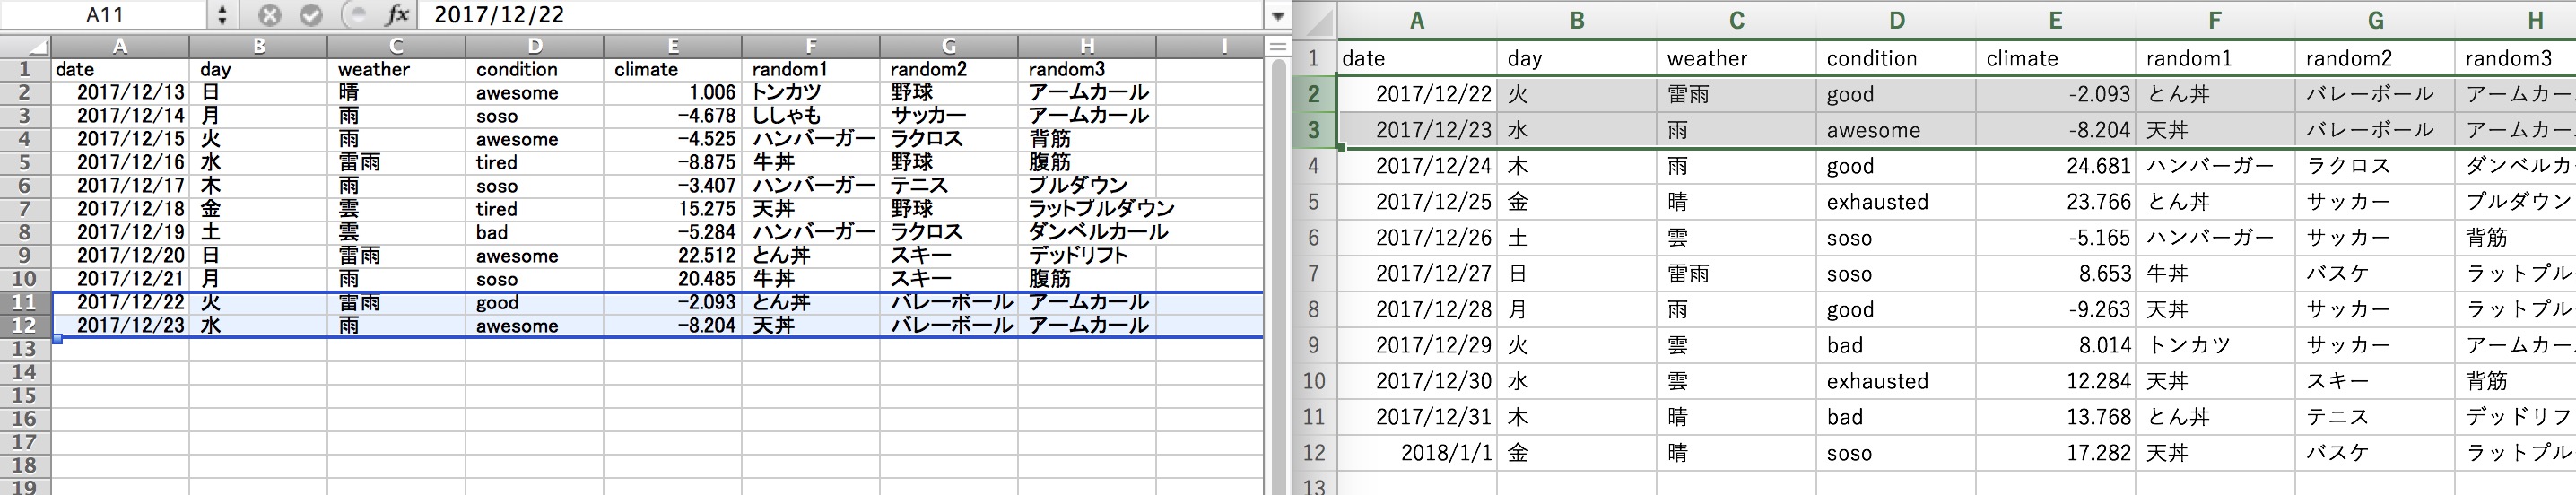 A11 fx 2017/12/22
A B C D E F G H I
1 date day weather condition climate random1 random2 random3
2 2017/12/13 日 晴 awesome 1.006 トンカツ 野球 アームカール
3 2017/12/14 月 雨 soso −4.678 ししゃも サッカー アームカール
4 2017/12/15 火 雨 awesome −4.525 ハンバーガー ラクロス 背筋
5 2017/12/16 水 雷雨 tired −8.875 牛丼 野球 腹筋
6 2017/12/17 木 雨 soso −3.407 ハンバーガー テニス プルダウン
7 2017/12/18 金 雲 tired 15.275 天丼 野球 ラットプルダウン
8 2017/12/19 土 雲 bad −5.284 ハンバーガー ラクロス ダンベルカール
9 2017/12/20 日 雷雨 awesome 22.512 とん丼 スキー デッドリフト
10 2017/12/21 月 雨 soso 20.485 牛丼 スキー 腹筋
11 2017/12/22 火 雷雨 good −2.093 とん丼 バレーボール アームカール
12 2017/12/23 水 雨 awesome −8.204 天丼 バレーボール アームカール
13
14
15
16
17
18
19
A B C D E F G H
1 date day weather condition climate random1 random2 random3
2 2017/12/22 火 雷雨 good -2.093 とん丼 バレーボール アームカー
3 2017/12/23 水 雨 awesome -8.204 天丼 バレーボール アームカー
4 2017/12/24 木 雨 good 24.681 ハンバーガー ラクロス ダンベルカ
5 2017/12/25 金 晴 exhausted 23.766 とん丼 サッカー プルダウン
6 2017/12/26 土 雲 soso -5.165 ハンバーガー サッカー 背筋
7 2017/12/27 日 雷雨 soso 8.653 牛丼 バスケ ラットプル
8 2017/12/28 月 雨 good -9.263 天丼 サッカー ラットプル
9 2017/12/29 火 雲 bad 8.014 トンカツ サッカー アームカー
10 2017/12/30 水 雲 exhausted 12.284 天丼 スキー 背筋
11 2017/12/31 木 晴 bad 13.768 とん丼 テニス デッドリフ
12 2018/1/1 金 晴 soso 17.282 天丼 バスケ ラットプル
13